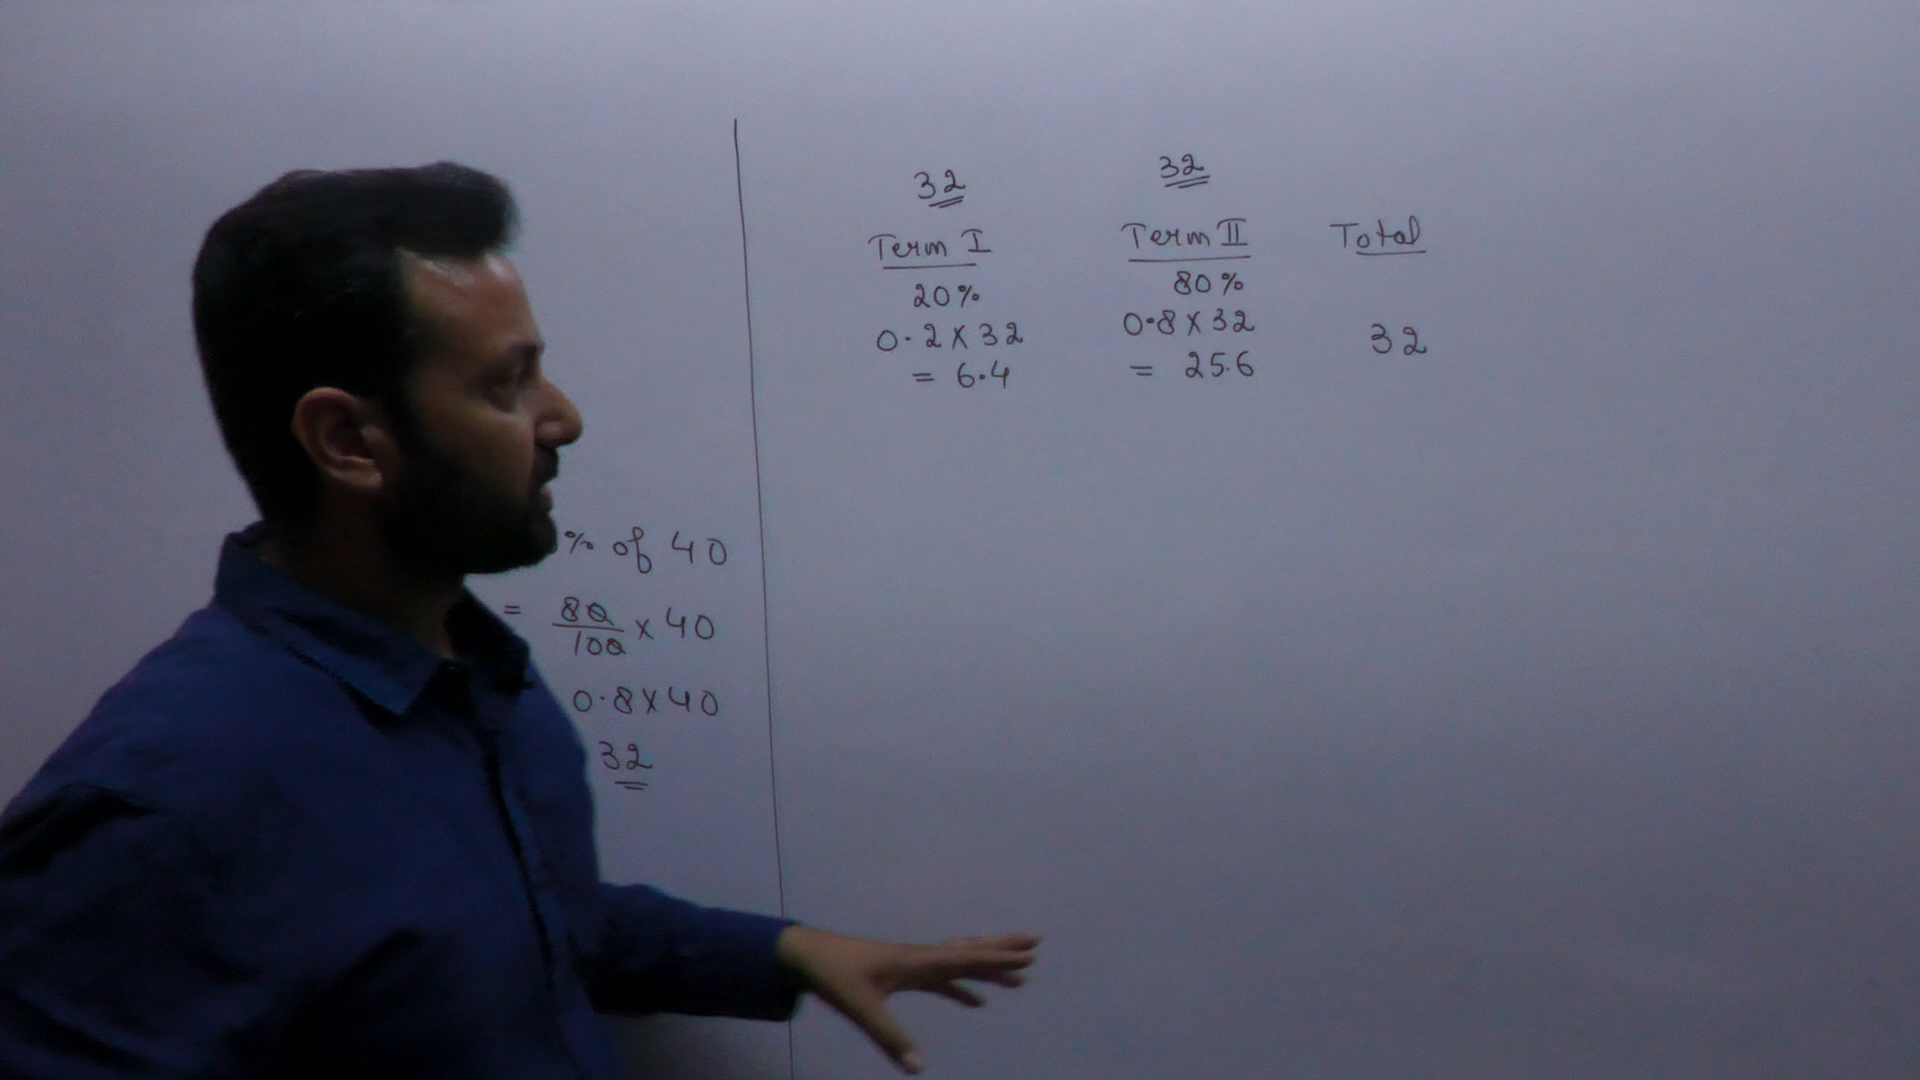 % of 40
= 80/100 x 40
0.8 x 40
32
32
Term I
20%
0.2 x 32
= 6.4
32
Term II
80%
0.8 x 32
= 25.6
Total
32